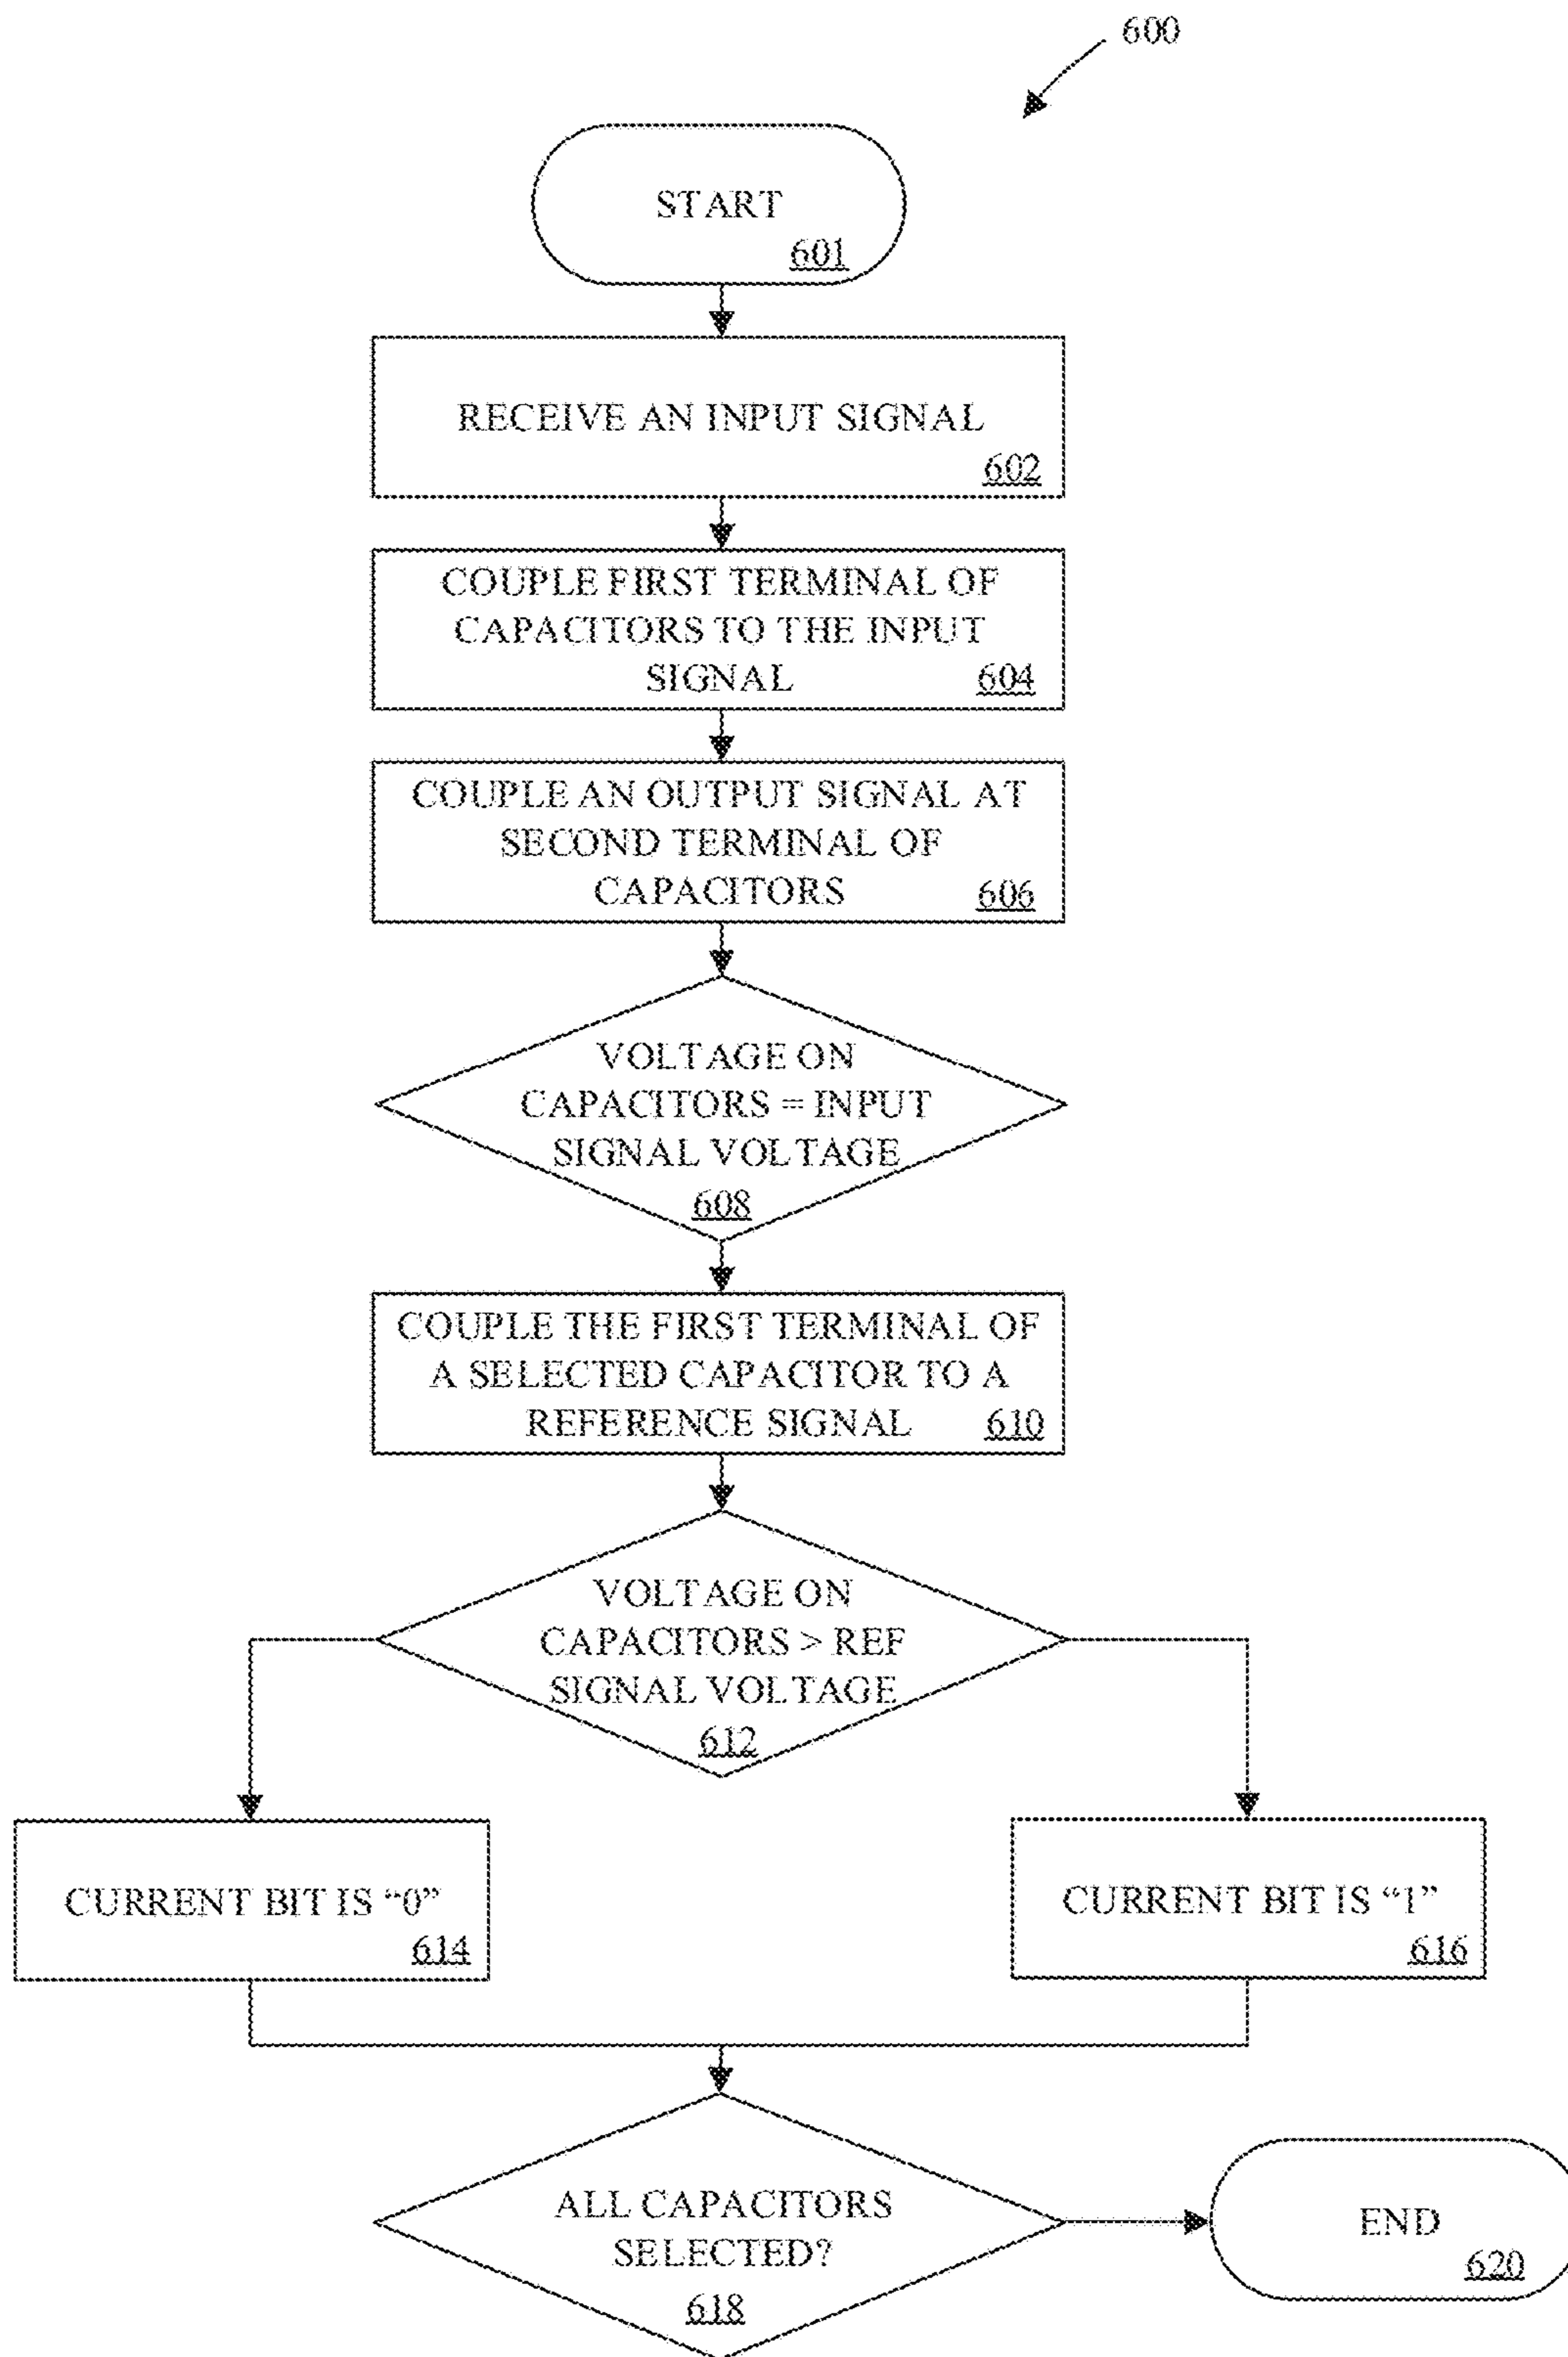 600
START
601
RECEIVE AN INPUT SIGNAL
602
COUPLE FIRST TERMINAL OF
CAPACITORS TO THE INPUT
SIGNAL 604
COUPLE AN OUTPUT SIGNAL AT
SECOND TERMINAL OF
CAPACITORS 606
VOLTAGE ON
CAPACITORS = INPUT
SIGNAL VOLTAGE
608
COUPLE THE FIRST TERMINAL OF
A SELECTED CAPACITOR TO A
REFERENCE SIGNAL 610
VOLTAGE ON
CAPACITORS > REF
SIGNAL VOLTAGE
612
CURRENT BIT IS “0”
614
CURRENT BIT IS “1”
616
ALL CAPACITORS
SELECTED?
618
END
620